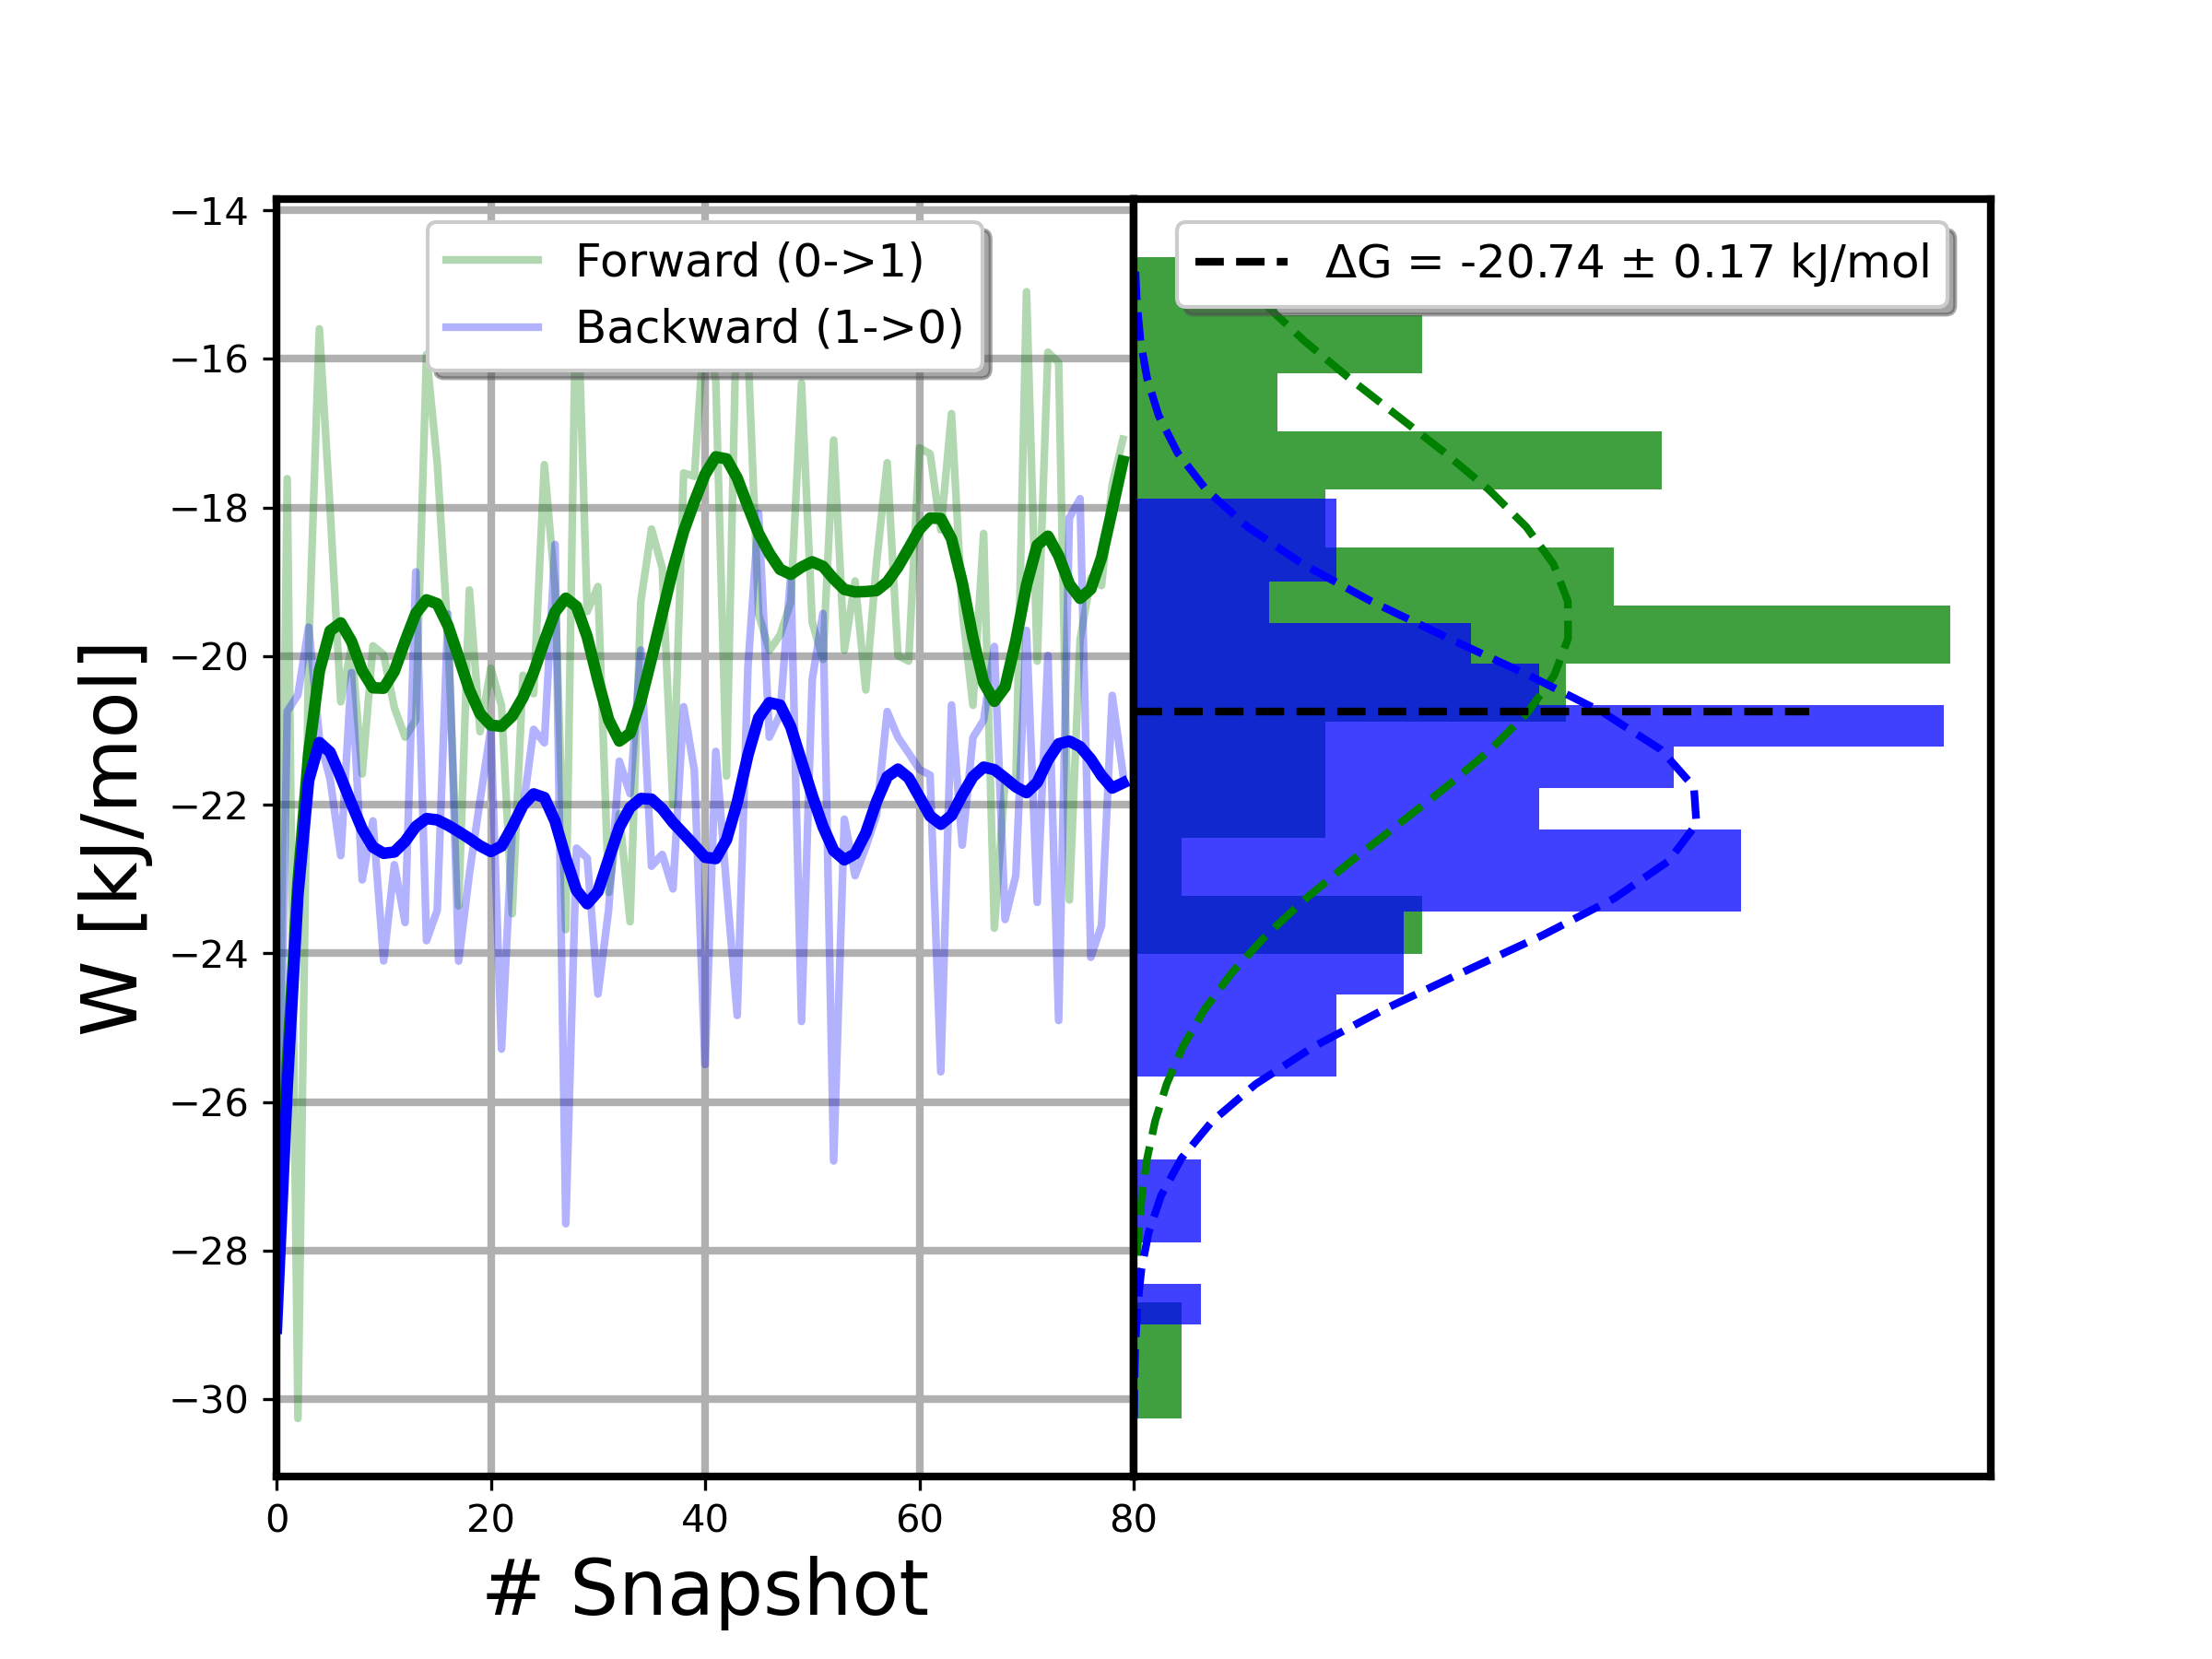 Forward (0->1)
Backward (1->0)
ΔG = -20.74 ± 0.17 kJ/mol
W [kJ/mol]
−14
−16
−18
−20
−22
−24
−26
−28
−30
0 20 40 60 80
# Snapshot